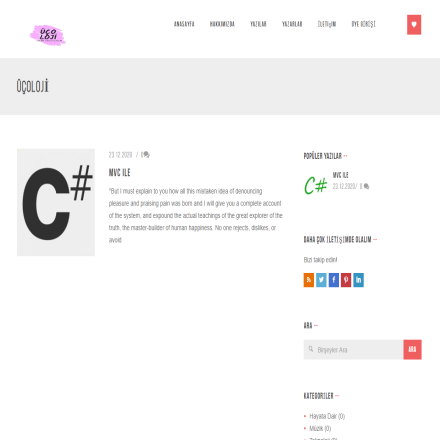 ÜÇO
LOJİ
ANASAYFA HAKKIMIZDA YAZILAR YAZARLAR İLETİŞİM ÜYE GİRİŞİ
ÜÇOLOJİ
C#
23.12.2020 / 0
MVC ILE
"But I must explain to you how all this mistaken idea of denouncing
pleasure and praising pain was born and I will give you a complete account
of the system, and expound the actual teachings of the great explorer of the
truth, the master-builder of human happiness. No one rejects, dislikes, or
avoid
POPÜLER YAZILAR
C#
MVC ILE
23.12.2020/ 0
DAHA ÇOK İLETİŞİMDE OLALIM
Bizi takip edin!
ARA
Birşeyler Ara ARA
KATEGORİLER
Hayata Dair (0)
Müzik (0)